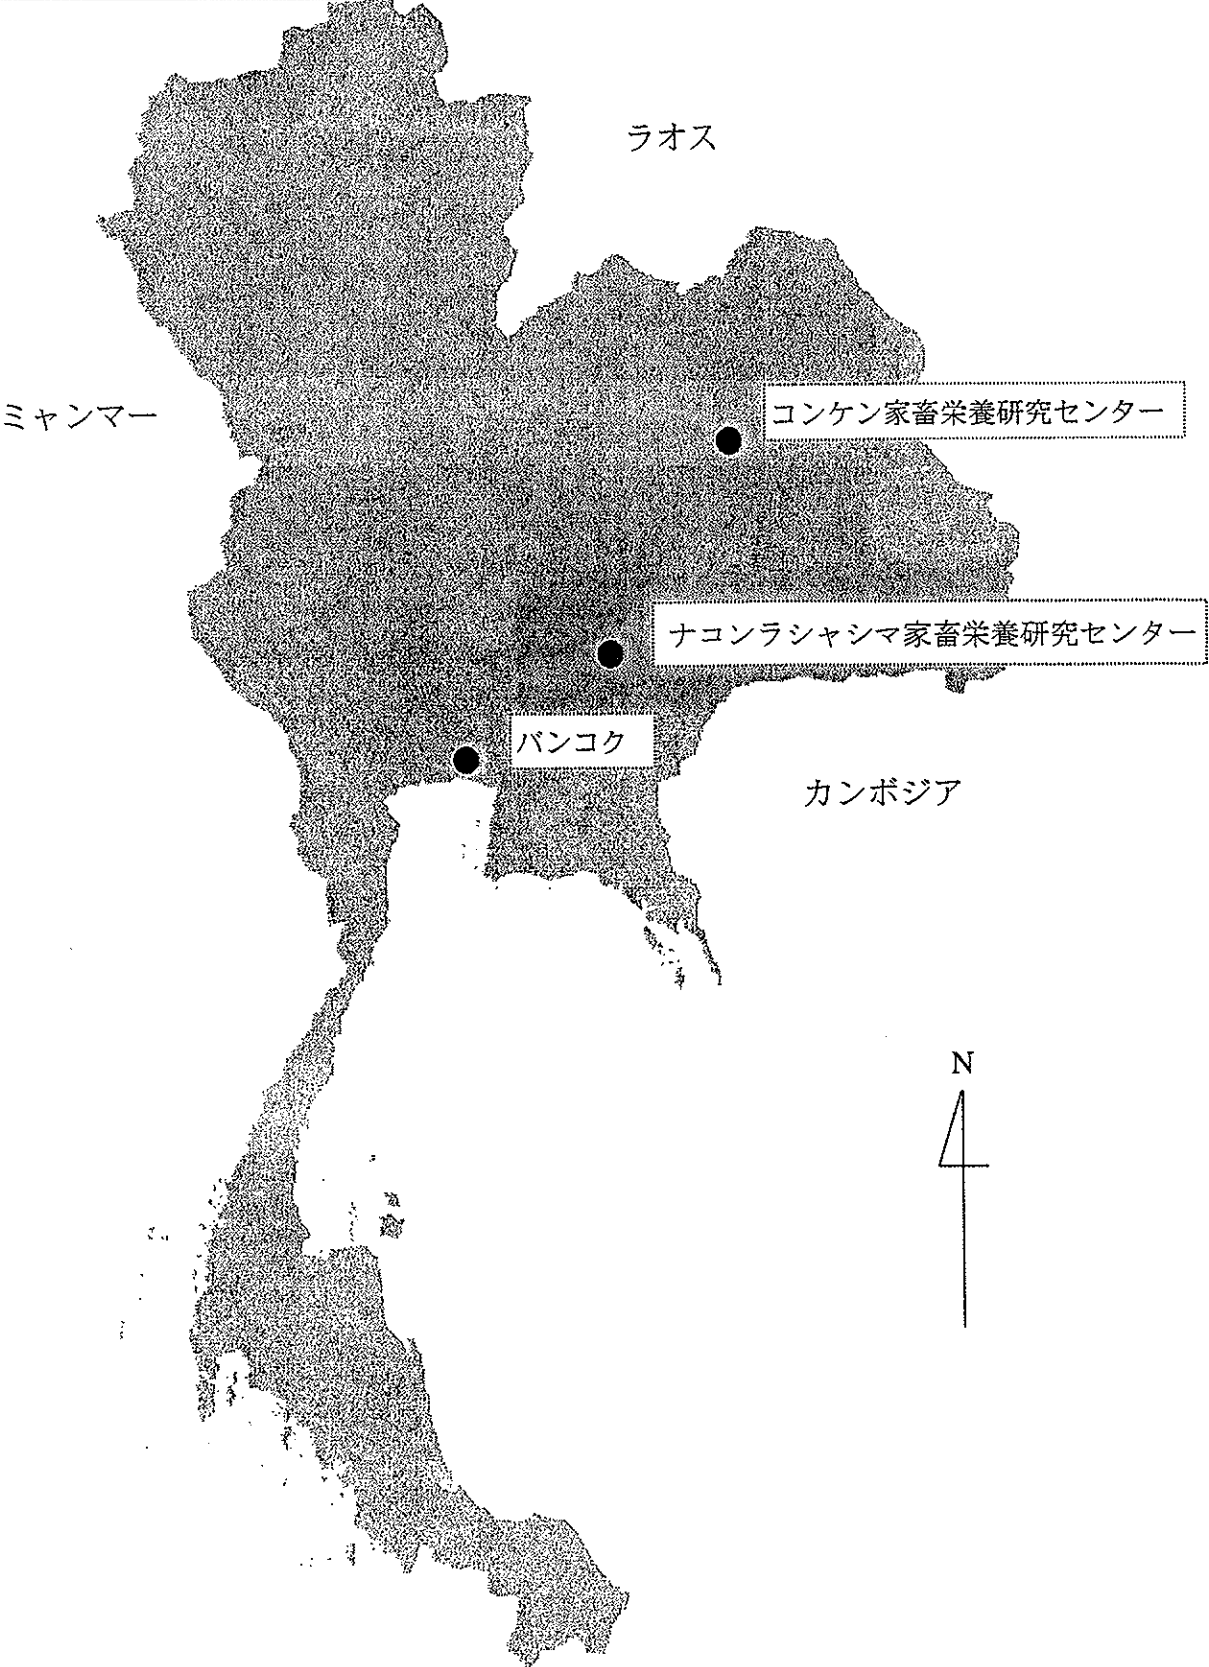 ラオス
ミャンマー
コンケン家畜栄養研究センター
ナコンラシャシマ家畜栄養研究センター
バンコク
カンボジア
N